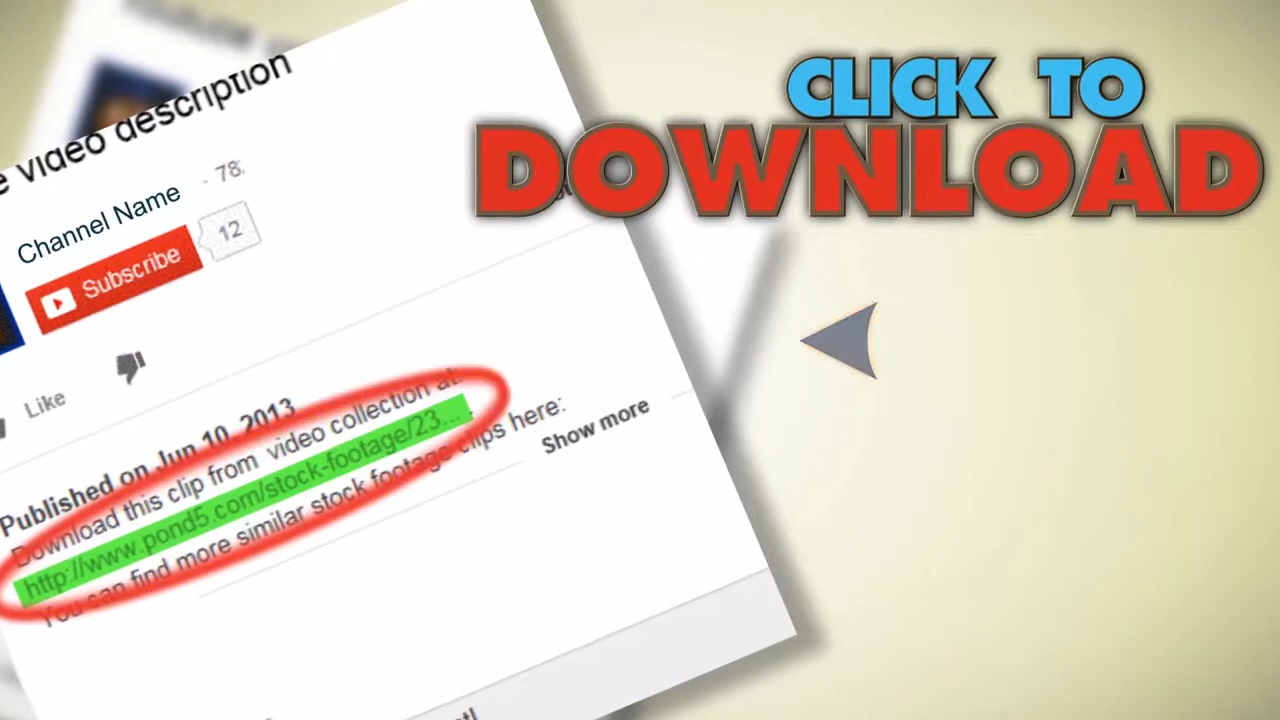 CLICK TO
DOWNLOAD
video description
Channel Name
Subscribe
12
Like
Published on Jun 10, 2013
Download this clip from video collection at:
http://www.pond5.com/stock-footage/23...
You can find more similar stock footage clips here:
Show more